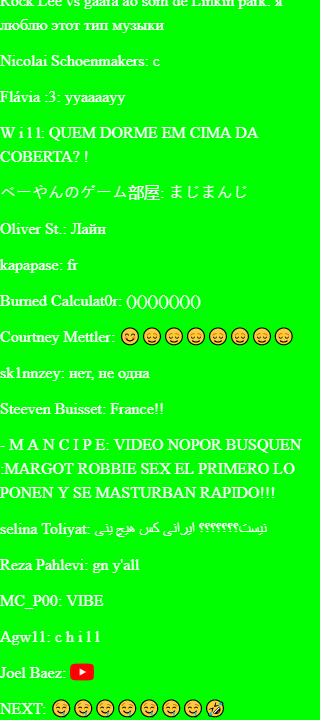 Rock Lee vs gaara ao som de Linkin park: я
люблю этот тип музыки
Nicolai Schoenmakers: c
Flávia :3: yyaaaayy
W i 1 l: QUEM DORME EM CIMA DA
COBERTA? !
べーやんのゲーム部屋: まじまんじ
Oliver St.: Лайн
kapapase: fr
Burned Calculat0r: ()()()()()()()
Courtney Mettler: 😊😌😌😌😌😌😌😌
sk1nnzey: нет, не одна
Steeven Buisset: France!!
- M A N C I P E: VIDEO NOPOR BUSQUEN
:MARGOT ROBBIE SEX EL PRIMERO LO
PONEN Y SE MASTURBAN RAPIDO!!!
selina Toliyat: ایرانی کس هیچ ینی ؟؟؟؟؟؟؟نیست
Reza Pahlevi: gn y'all
MC_P00: VIBE
Agw11: c h i l l
Joel Baez: ▶️
NEXT: 😊😊😊😊😊😊😊🤣